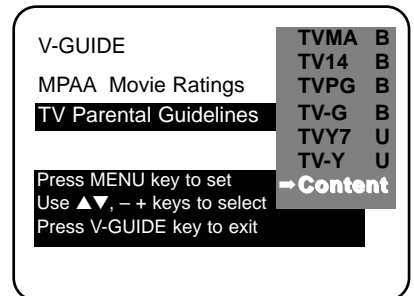 V-GUIDE
MPAA Movie Ratings
TV Parental Guidelines
TVMA B
TV14 B
TVPG B
TV-G B
TVY7 U
TV-Y U
➡Content
Press MENU key to set
Use ▲▼, – + keys to select
Press V-GUIDE key to exit